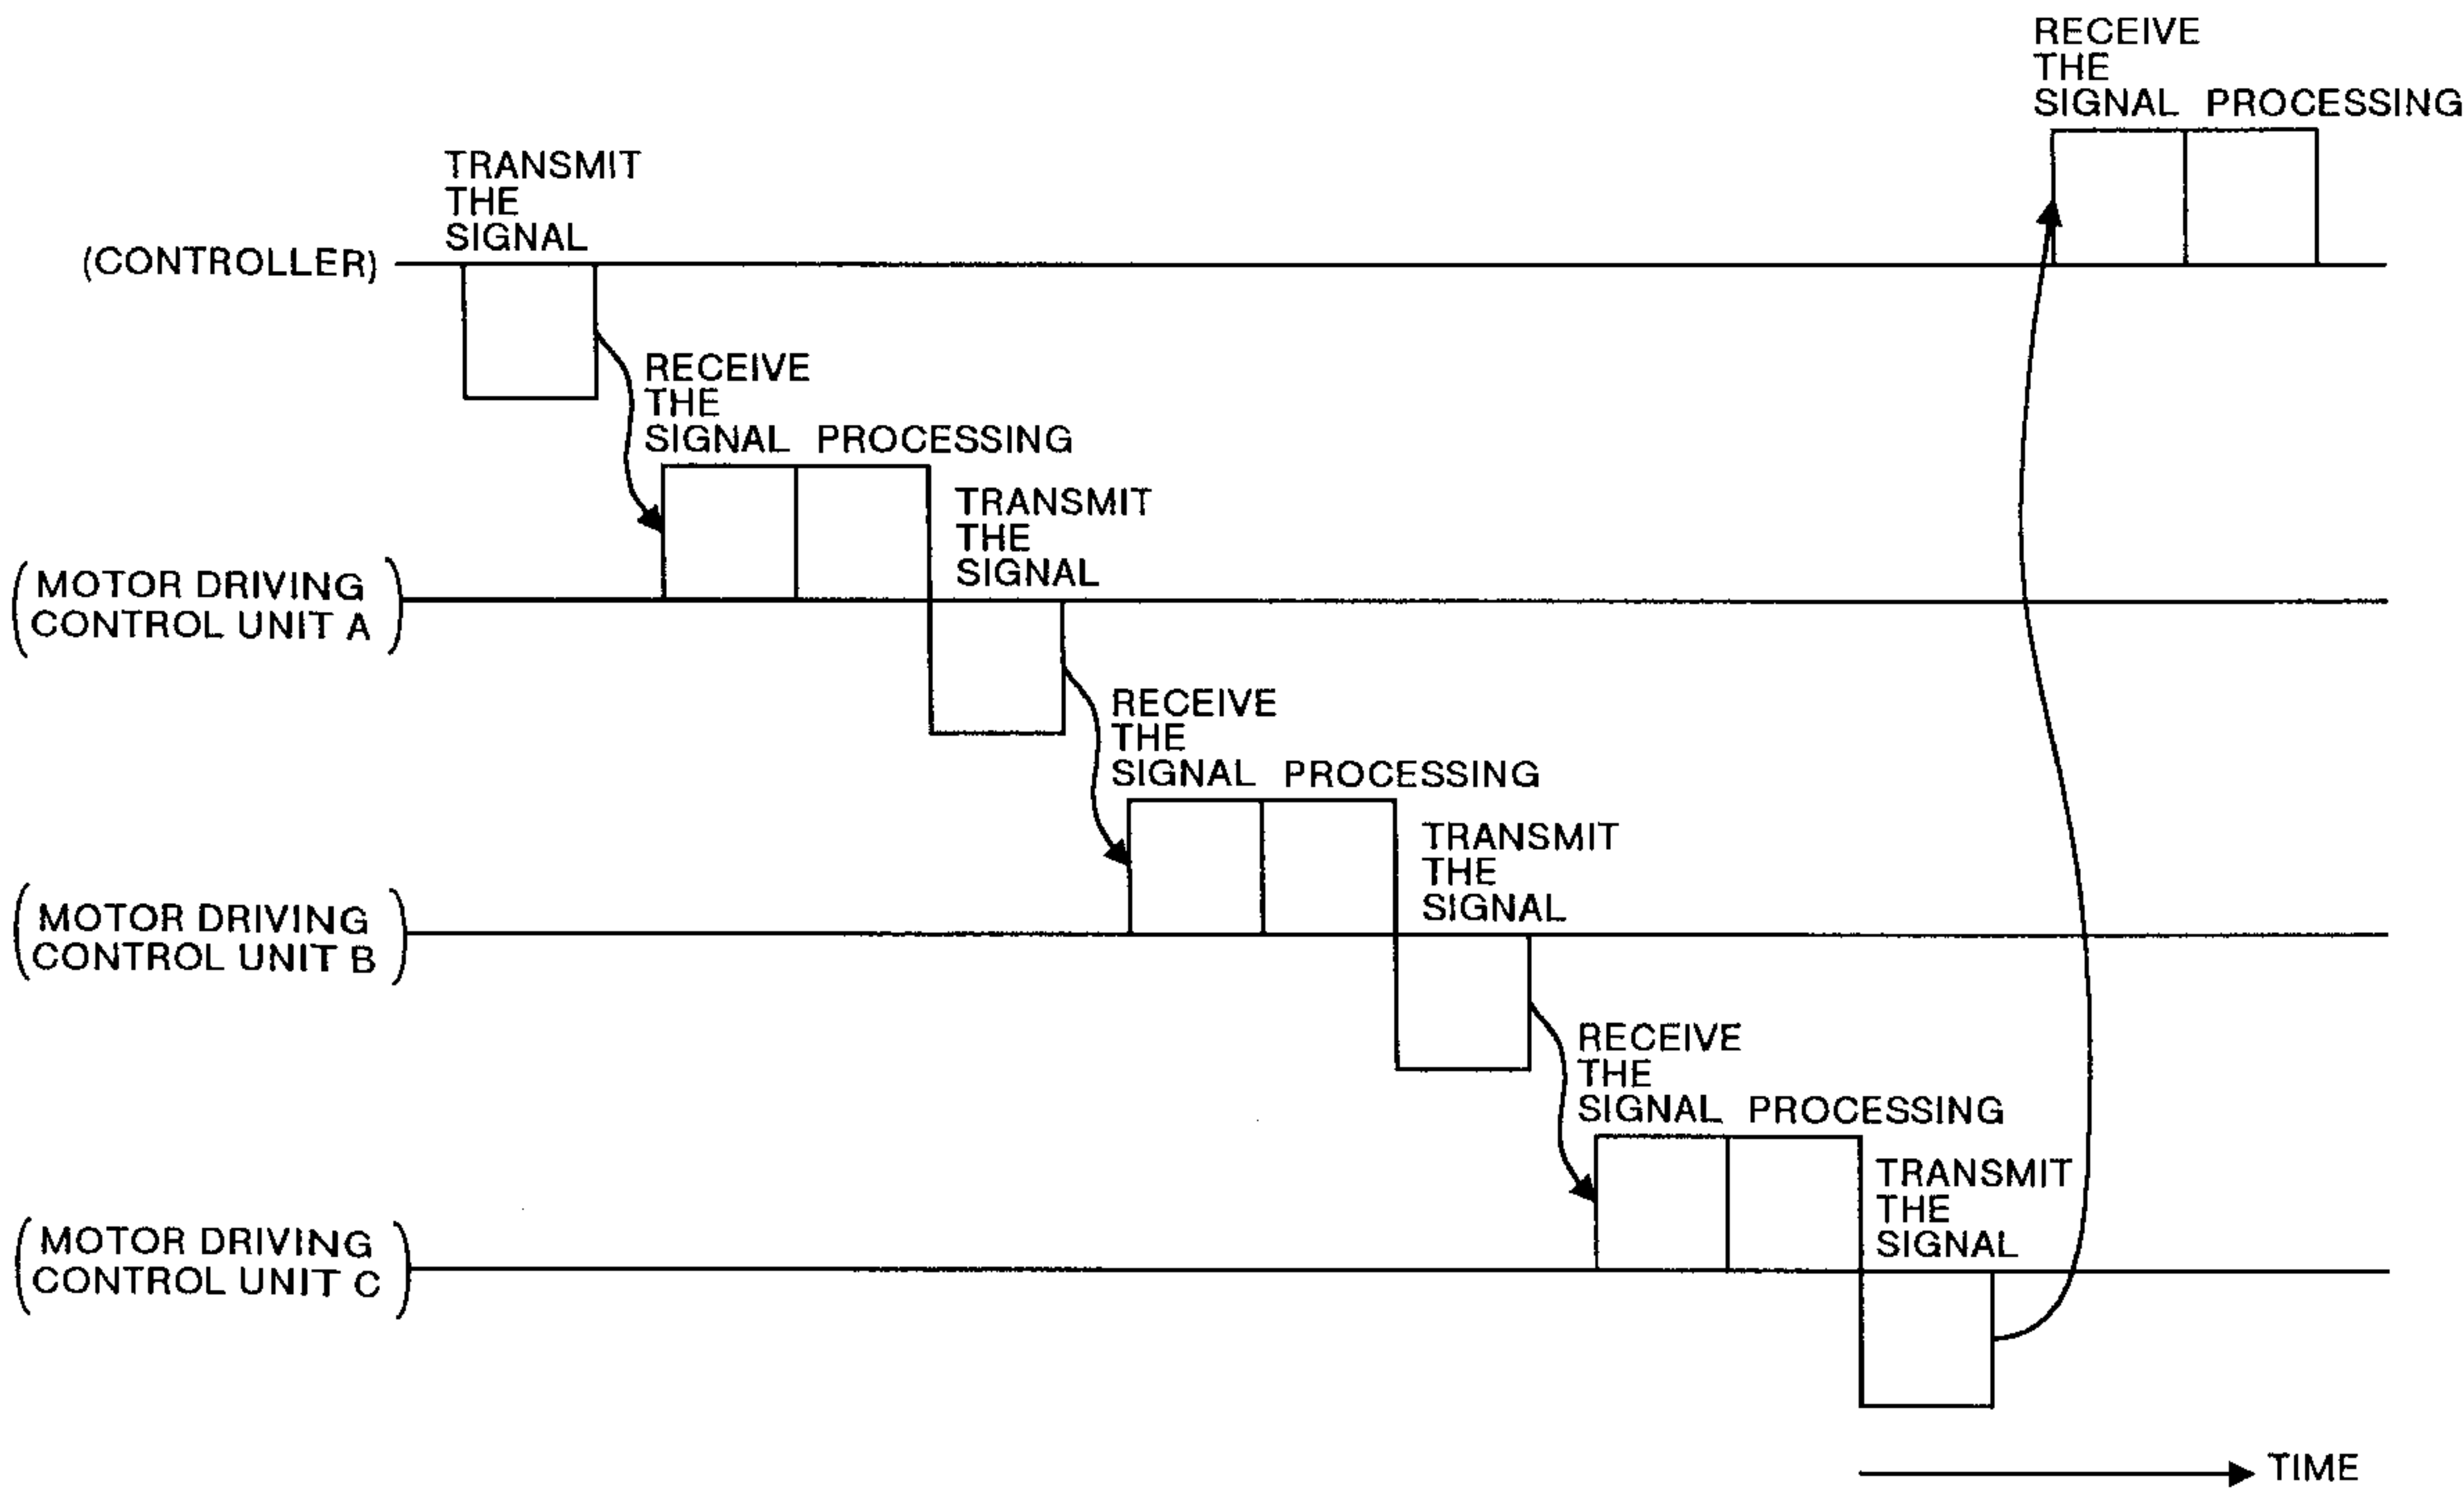 RECEIVE
THE
SIGNAL PROCESSING
TRANSMIT
THE
SIGNAL
(CONTROLLER)
RECEIVE
THE
SIGNAL PROCESSING
TRANSMIT
THE
SIGNAL
(MOTOR DRIVING
CONTROL UNIT A)
RECEIVE
THE
SIGNAL PROCESSING
TRANSMIT
THE
SIGNAL
(MOTOR DRIVING
CONTROL UNIT B)
RECEIVE
THE
SIGNAL PROCESSING
TRANSMIT
THE
SIGNAL
(MOTOR DRIVING
CONTROL UNIT C)
TIME